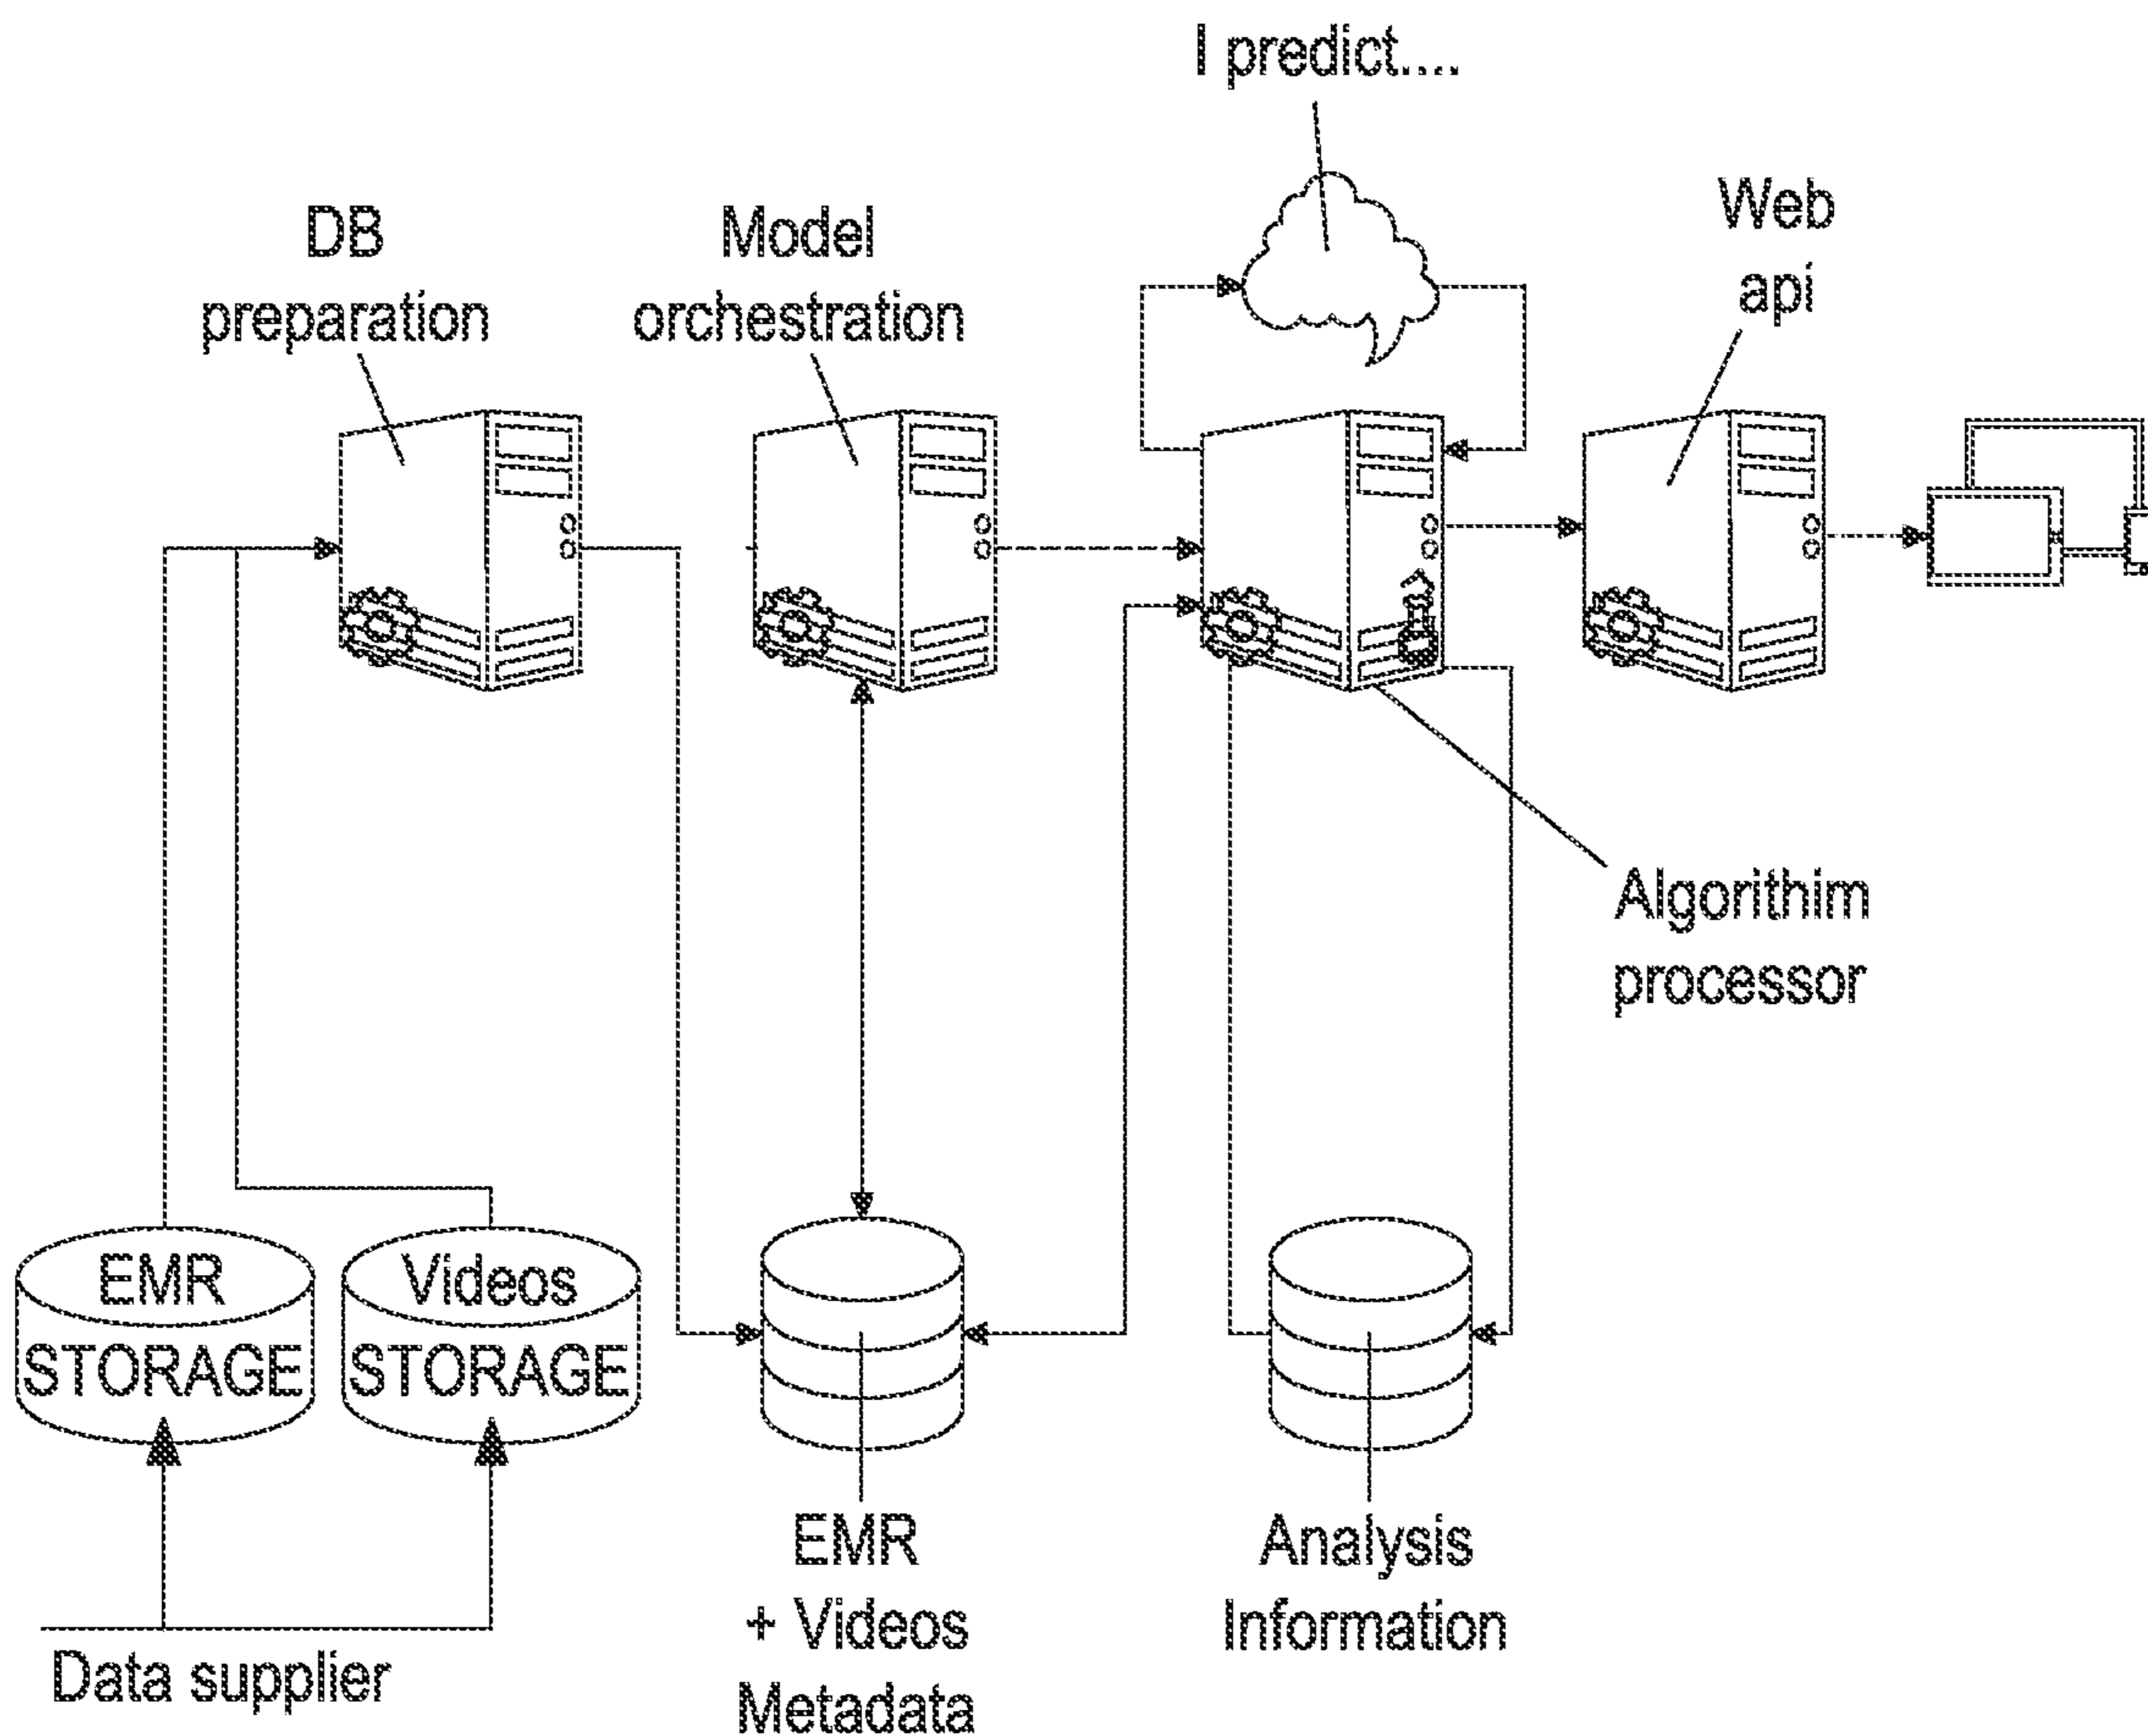 I predict....
DB
preparation
Model
orchestration
Web
api
Algorithim
processor
EMR
STORAGE
Videos
STORAGE
Data supplier
EMR
+ Videos
Metadata
Analysis
Information